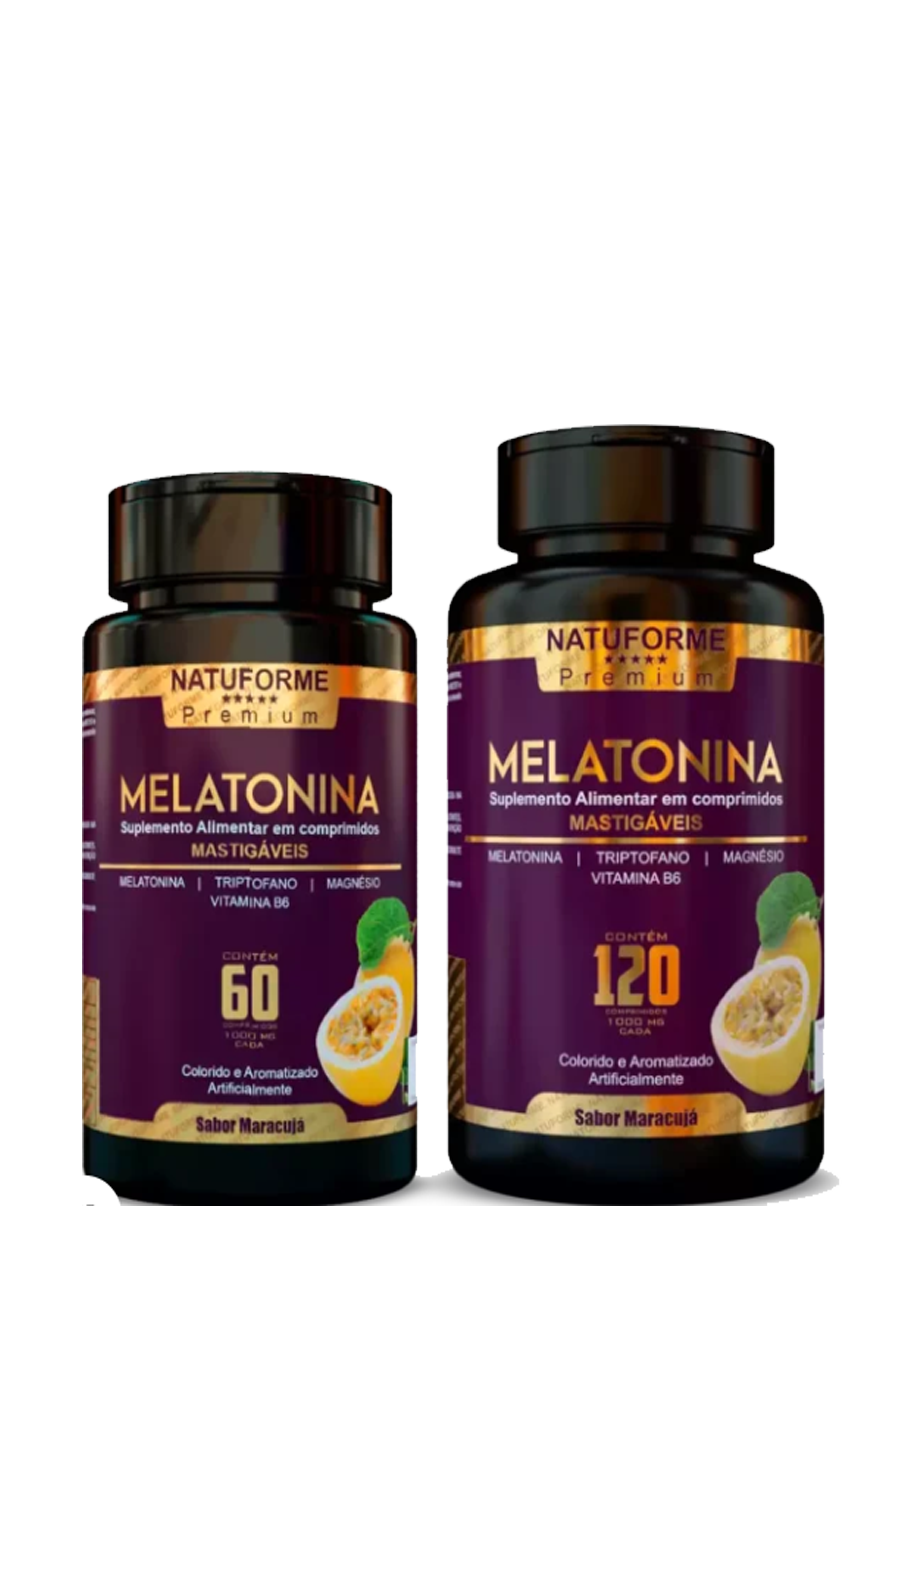 NATUFORME
Premium
MELATONINA
Suplemento Alimentar em comprimidos
MASTIGÁVEIS
MELATONINA | TRIPTOFANO | MAGNÉSIO
VITAMINA B6
CONTÉM
60
COMPRIMIDOS
1000 MG
CADA
Colorido e Aromatizado
Artificialmente
Sabor Maracujá
NATUFORME
Premium
MELATONINA
Suplemento Alimentar em comprimidos
MASTIGÁVEIS
MELATONINA | TRIPTOFANO | MAGNÉSIO
VITAMINA B6
CONTÉM
120
COMPRIMIDOS
1000 MG
CADA
Colorido e Aromatizado
Artificialmente
Sabor Maracujá